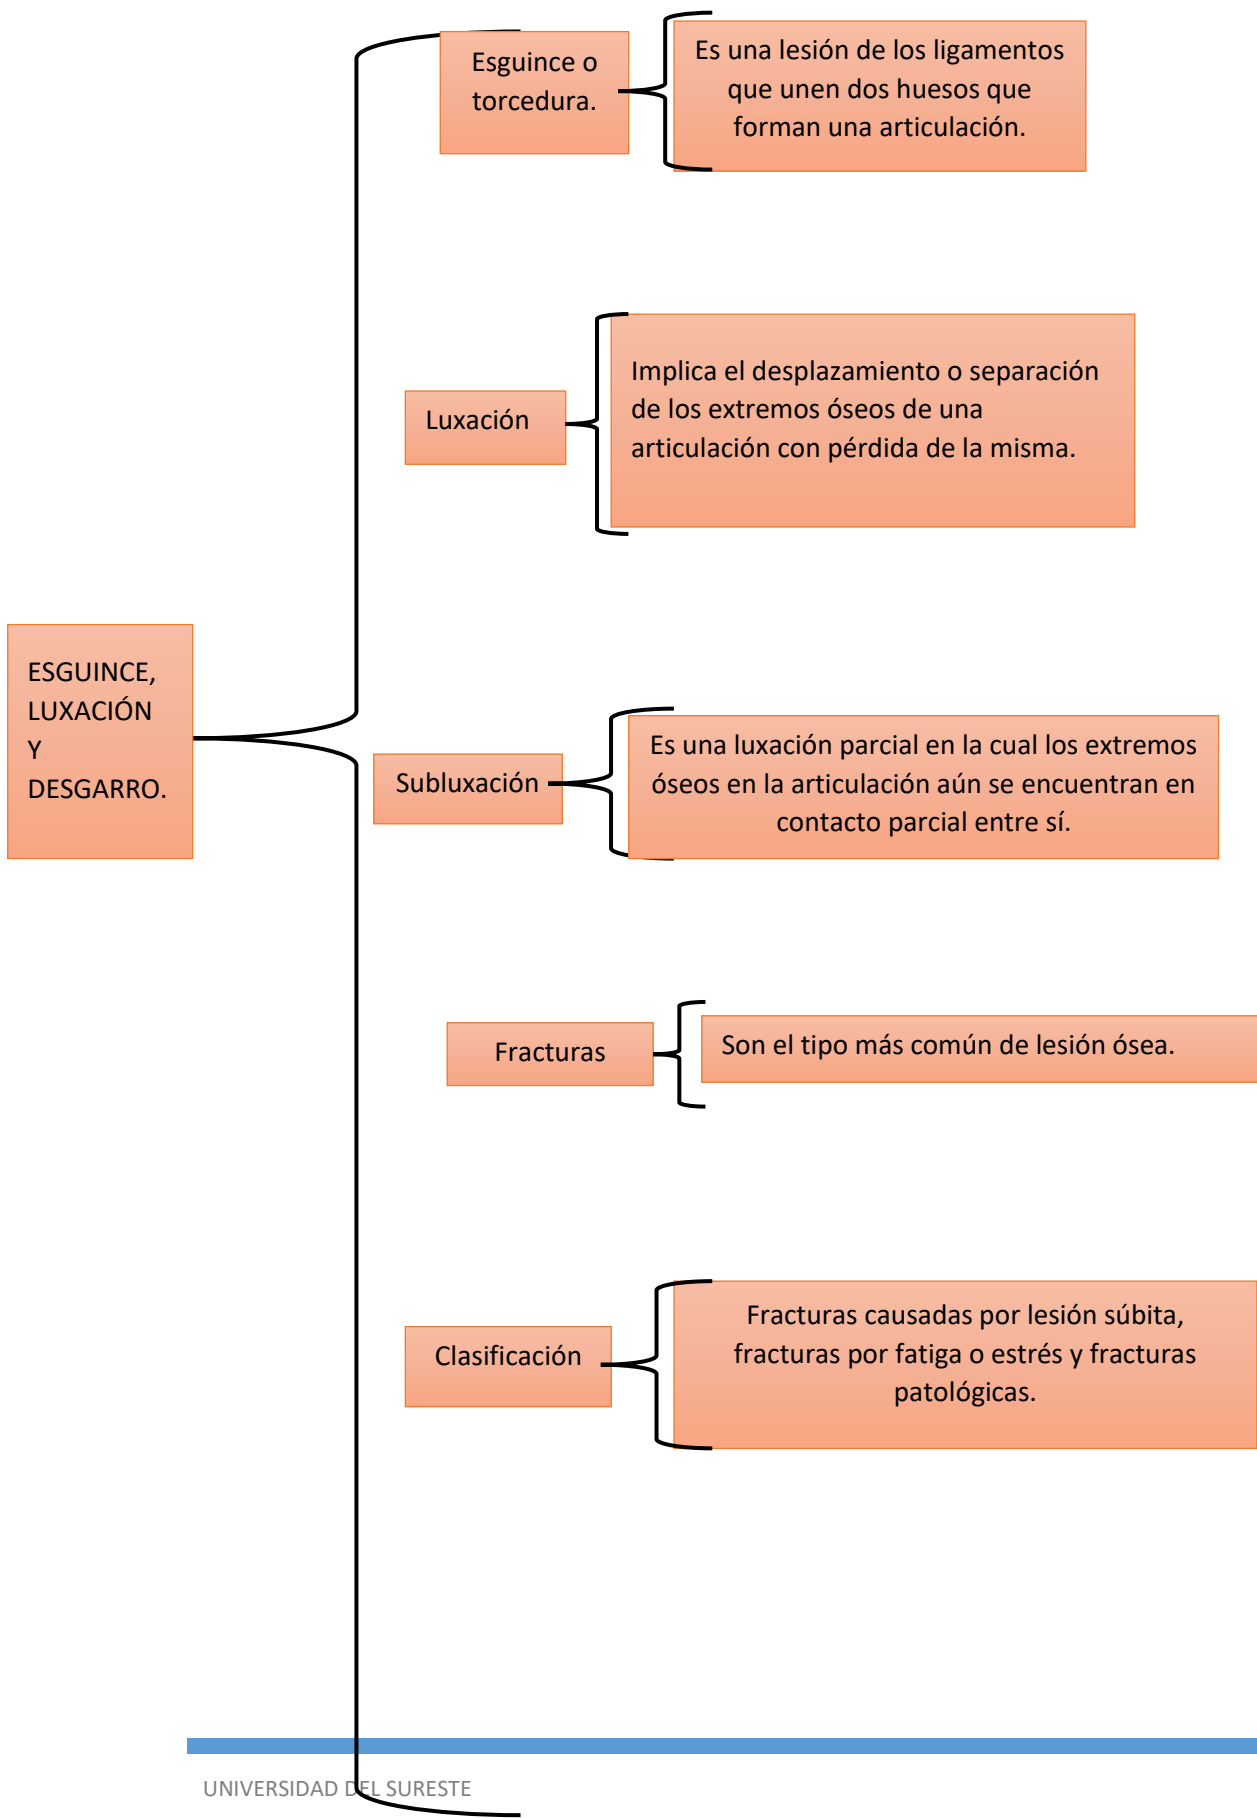 Esguince o
torcedura.
Es una lesión de los ligamentos
que unen dos huesos que
forman una articulación.
Luxación
Implica el desplazamiento o separación
de los extremos óseos de una
articulación con pérdida de la misma.
ESGUINCE,
LUXACIÓN
Y
DESGARRO.
Subluxación
Es una luxación parcial en la cual los extremos
óseos en la articulación aún se encuentran en
contacto parcial entre sí.
Fracturas
Son el tipo más común de lesión ósea.
Clasificación
Fracturas causadas por lesión súbita,
fracturas por fatiga o estrés y fracturas
patológicas.
UNIVERSIDAD DEL SURESTE